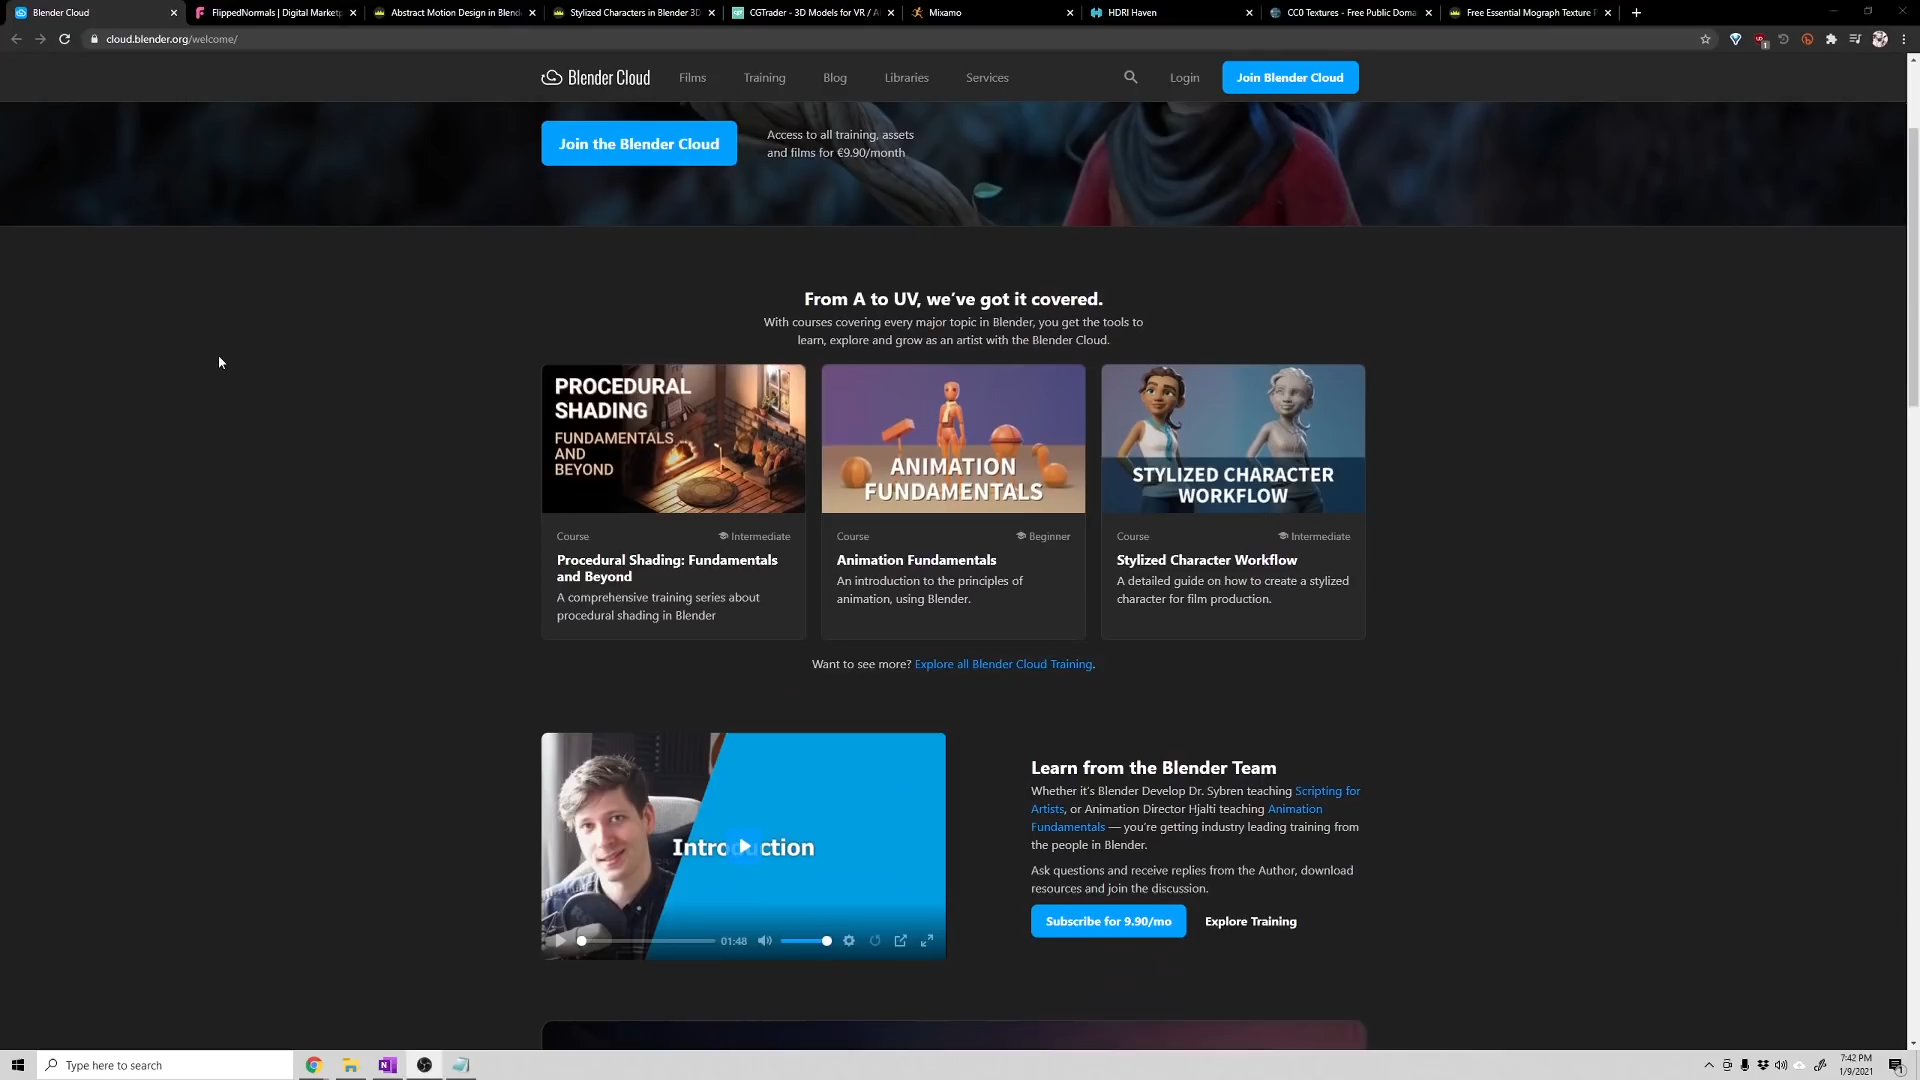 Blender Cloud
FlippedNormals | Digital Marketp
Abstract Motion Design in Blend
Stylized Characters in Blender 3D
CGTrader - 3D Models for VR / A
Mixamo
HDRI Haven
CC0 Textures - Free Public Doma
Free Essential Mograph Texture P
cloud.blender.org/welcome/
Blender Cloud
Films
Training
Blog
Libraries
Services
Login
Join Blender Cloud
Join the Blender Cloud
Access to all training, assets
and films for €9.90/month
From A to UV, we’ve got it covered.
With courses covering every major topic in Blender, you get the tools to
learn, explore and grow as an artist with the Blender Cloud.
PROCEDURAL
SHADING
FUNDAMENTALS
AND
BEYOND
Course
Intermediate
Procedural Shading: Fundamentals
and Beyond
A comprehensive training series about
procedural shading in Blender
ANIMATION
FUNDAMENTALS
Course
Beginner
Animation Fundamentals
An introduction to the principles of
animation, using Blender.
STYLIZED CHARACTER
WORKFLOW
Course
Intermediate
Stylized Character Workflow
A detailed guide on how to create a stylized
character for film production.
Want to see more? Explore all Blender Cloud Training.
Introduction
01:48
Learn from the Blender Team
Whether it’s Blender Develop Dr. Sybren teaching Scripting for
Artists, or Animation Director Hjalti teaching Animation
Fundamentals — you’re getting industry leading training from
the people in Blender.
Ask questions and receive replies from the Author, download
resources and join the discussion.
Subscribe for 9.90/mo
Explore Training
Type here to search
7:42 PM
1/9/2021